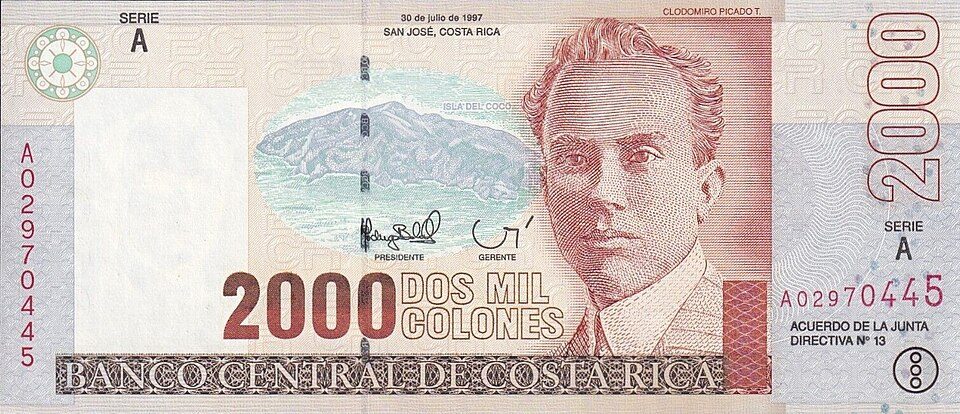 SERIE
A
30 de julio de 1997
SAN JOSÉ, COSTA RICA
CLODOMIRO PICADO T.
2000
ISLA DEL COCO
A02970445
PRESIDENTE
GERENTE
SERIE
A
2000
DOS MIL
COLONES
A02970445
ACUERDO DE LA JUNTA
DIRECTIVA Nº 13
BANCO CENTRAL DE COSTA RICA